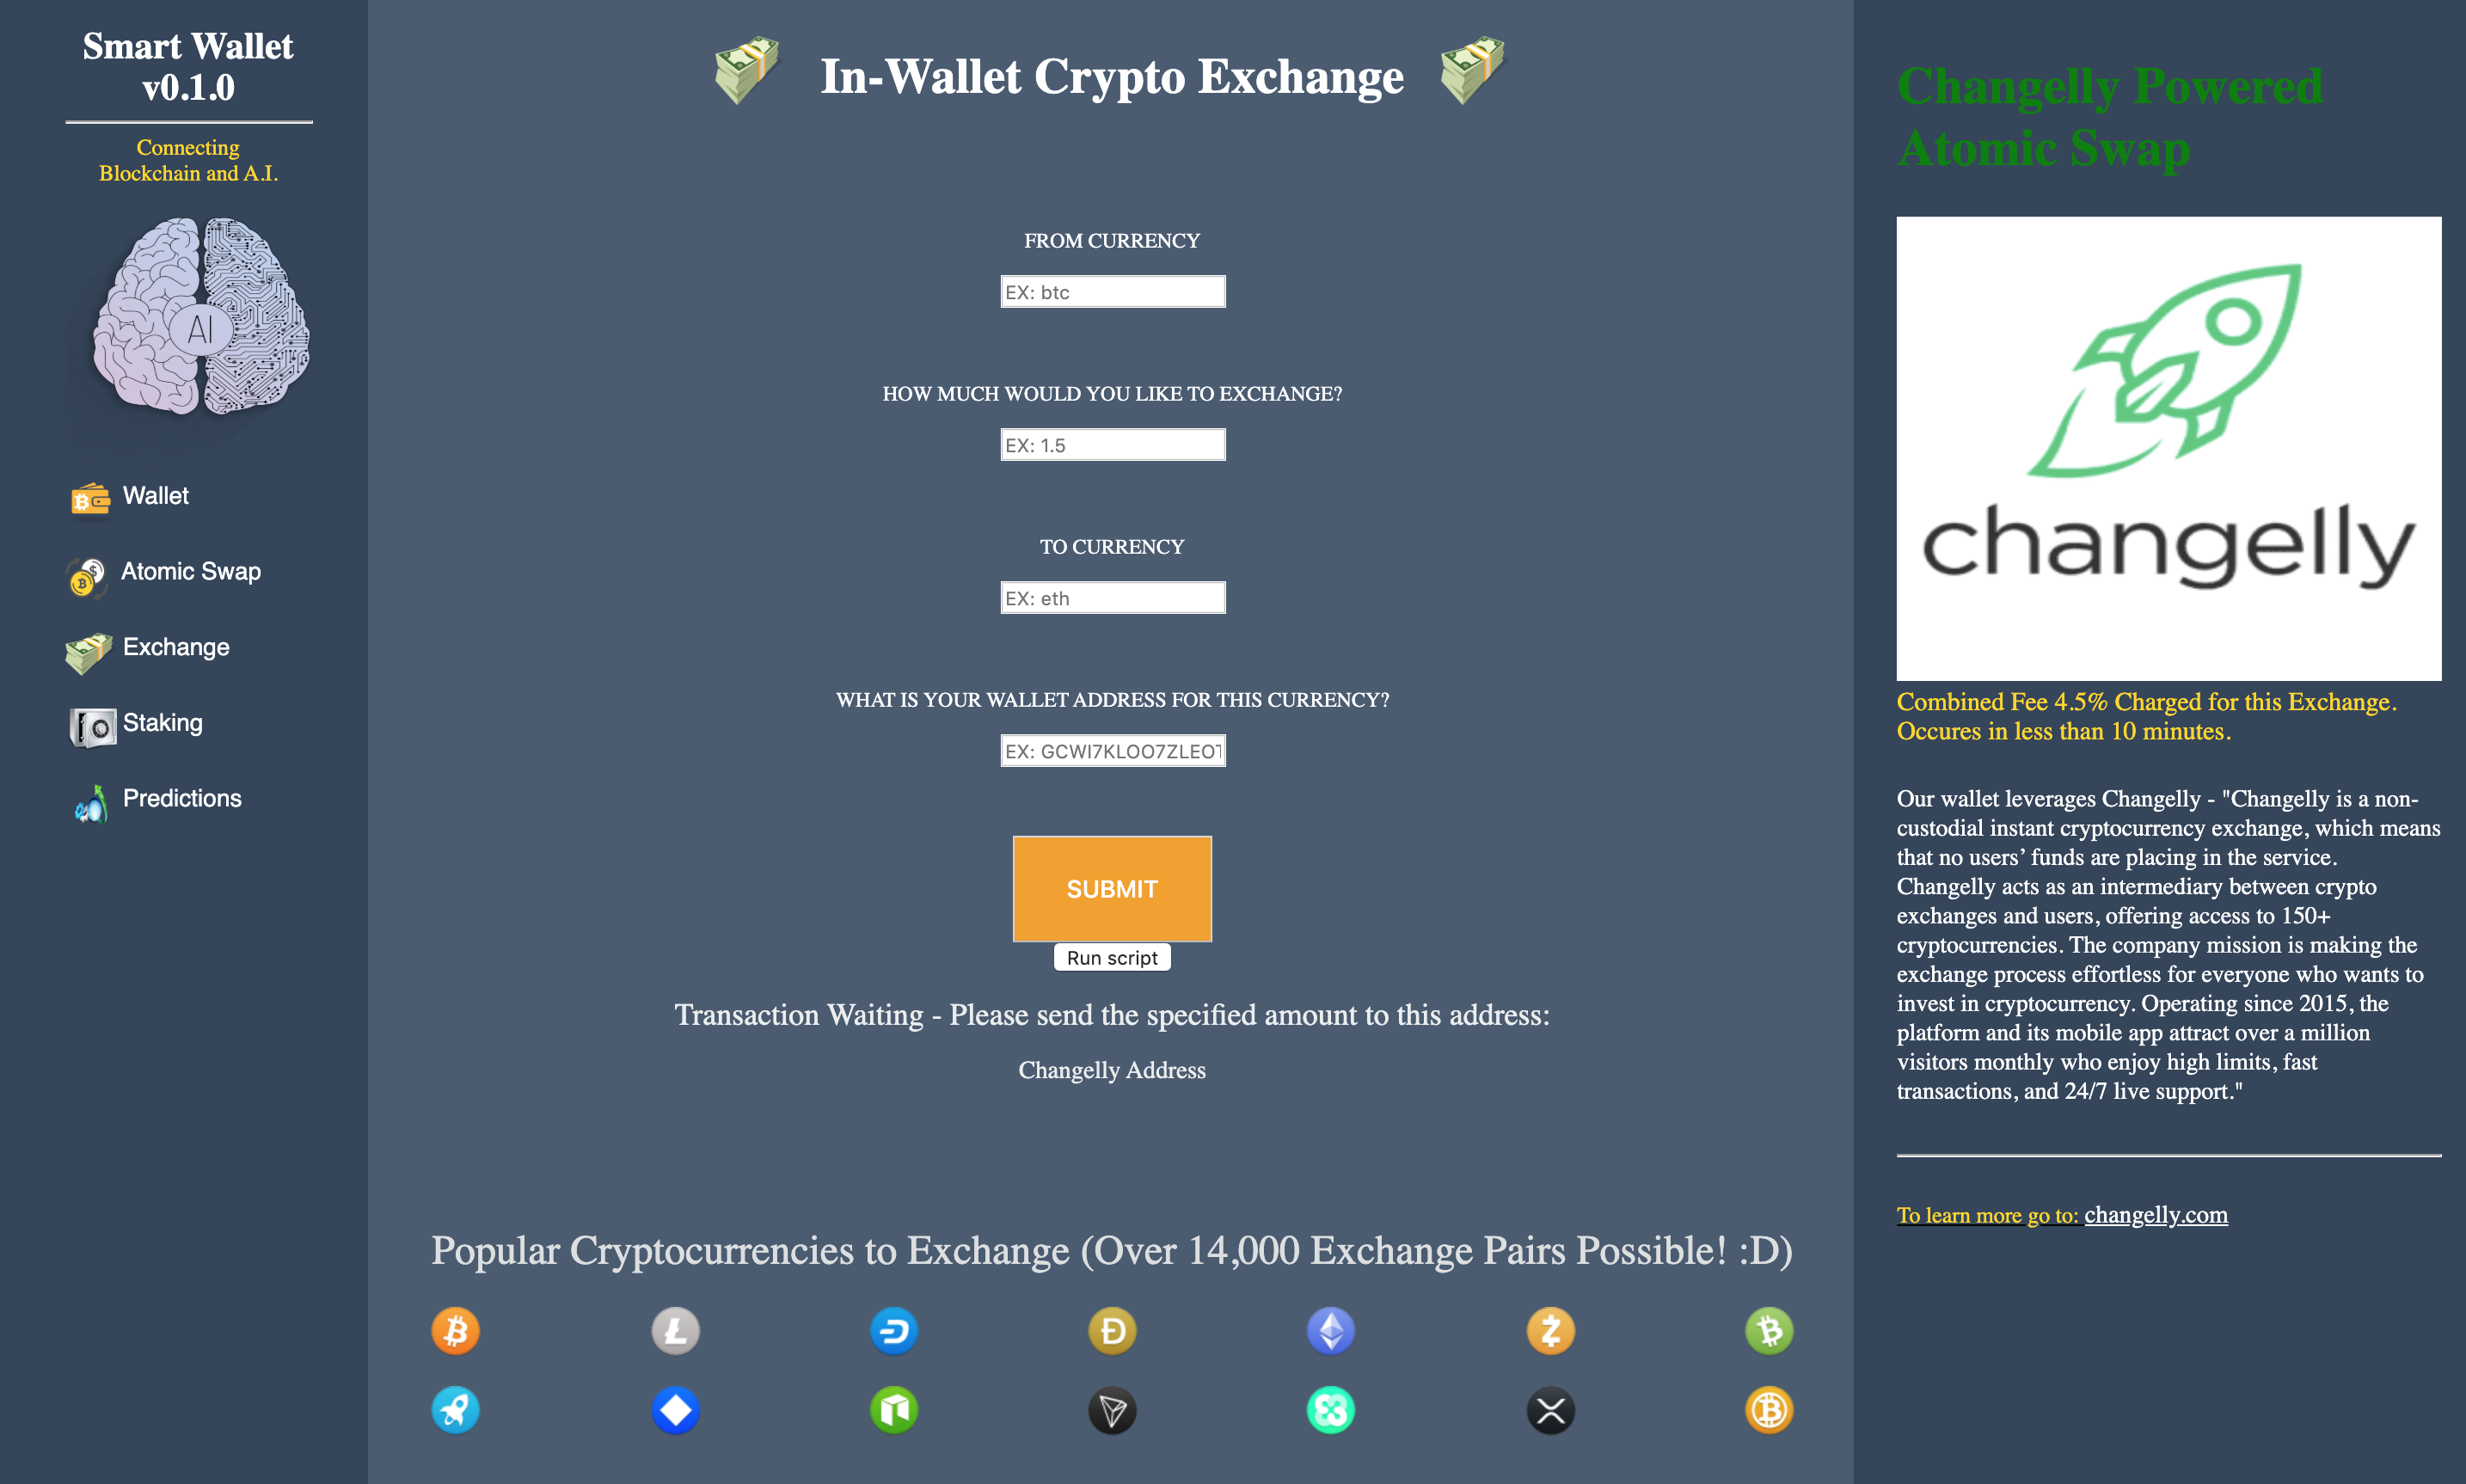 Smart Wallet
v0.1.0
Connecting
Blockchain and A.I.
AI
Wallet
Atomic Swap
Exchange
Staking
Predictions
In-Wallet Crypto Exchange
FROM CURRENCY
EX: btc
HOW MUCH WOULD YOU LIKE TO EXCHANGE?
EX: 1.5
TO CURRENCY
EX: eth
WHAT IS YOUR WALLET ADDRESS FOR THIS CURRENCY?
EX: GCWI7KLOO7ZLEOT
SUBMIT
Run script
Transaction Waiting - Please send the specified amount to this address:
Changelly Address
Popular Cryptocurrencies to Exchange (Over 14,000 Exchange Pairs Possible! :D)
Changelly Powered
Atomic Swap
changelly
Combined Fee 4.5% Charged for this Exchange.
Occures in less than 10 minutes.
Our wallet leverages Changelly - "Changelly is a non-
custodial instant cryptocurrency exchange, which means
that no users’ funds are placing in the service.
Changelly acts as an intermediary between crypto
exchanges and users, offering access to 150+
cryptocurrencies. The company mission is making the
exchange process effortless for everyone who wants to
invest in cryptocurrency. Operating since 2015, the
platform and its mobile app attract over a million
visitors monthly who enjoy high limits, fast
transactions, and 24/7 live support."
To learn more go to: changelly.com